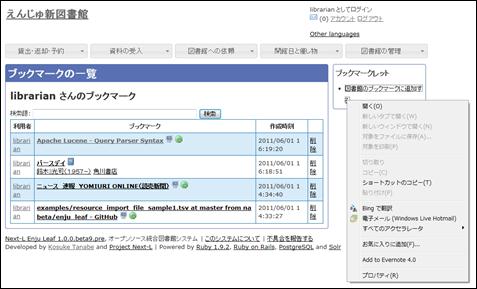 えんじゅ新図書館
librarian としてログイン
(0) アカウント ログアウト
Other languages
貸出・返却・予約
資料の受入
図書館への依頼
開館日と催し物
図書館の管理
ブックマークの一覧
librarian さんのブックマーク
検索語:
検索
利用者 ブックマーク 作成時刻
librarian Apache Lucene - Query Parser Syntax 2011/06/01 16:19:20 削除
librarian バースデイ 2011/06/01 16:18:51 削除
鈴木光司(1957-) 角川書店
librarian ニュース 速報 YOMIURI ONLINE(読売新聞) 2011/06/01 14:34:40 削除
librarian examples/resource_import_file_sample1.tsv at master from nabeta/enju_leaf - GitHub 2011/06/01 14:33:27 削除
ブックマークレット
図書館のブックマークに追加す
開く(O)
新しいタブで開く(W)
新しいウィンドウで開く(N)
対象をファイルに保存(A)...
対象を印刷(P)
切り取り
コピー(C)
ショートカットのコピー(T)
貼り付け(P)
Bing で翻訳
電子メール (Windows Live Hotmail)
すべてのアクセラレータ
お気に入りに追加(F)...
Add to Evernote 4.0
プロパティ(R)
Next-L Enju Leaf 1.0.0.beta9.pre, オープンソース統合図書館システム | このシステムについて | 不具合を報告する
Developed by Kosuke Tanabe and Project Next-L | Powered by Ruby 1.9.2, Ruby on Rails, PostgreSQL and Solr